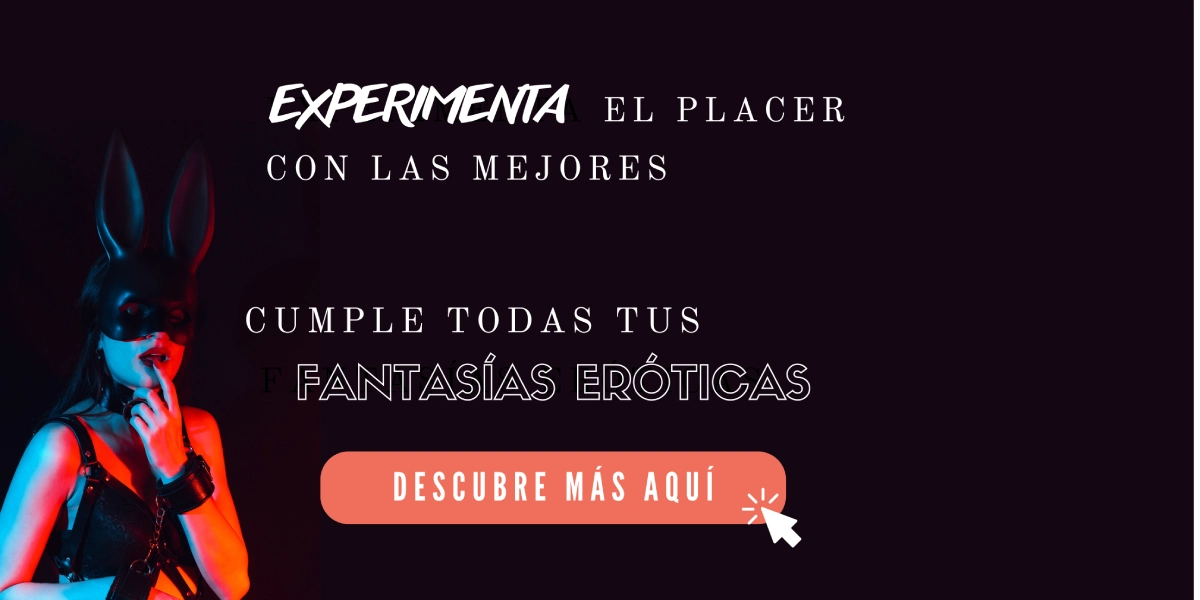 EXPERIMENTA EL PLACER
CON LAS MEJORES
CUMPLE TODAS TUS
FANTASÍAS ERÓTICAS
DESCUBRE MÁS AQUÍ